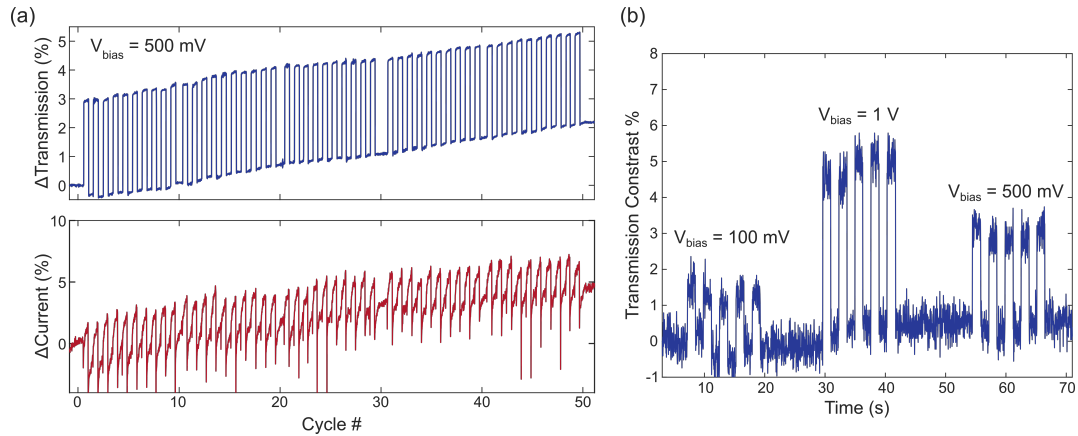 (a)
V_bias = 500 mV
ΔTransmission (%)
5
4
3
2
1
0
ΔCurrent (%)
10
5
0
0
10
20
30
40
50
Cycle #
(b)
Transmission Constrast %
8
7
6
5
4
3
2
1
0
-1
V_bias = 1 V
V_bias = 500 mV
V_bias = 100 mV
10
20
30
40
50
60
70
Time (s)